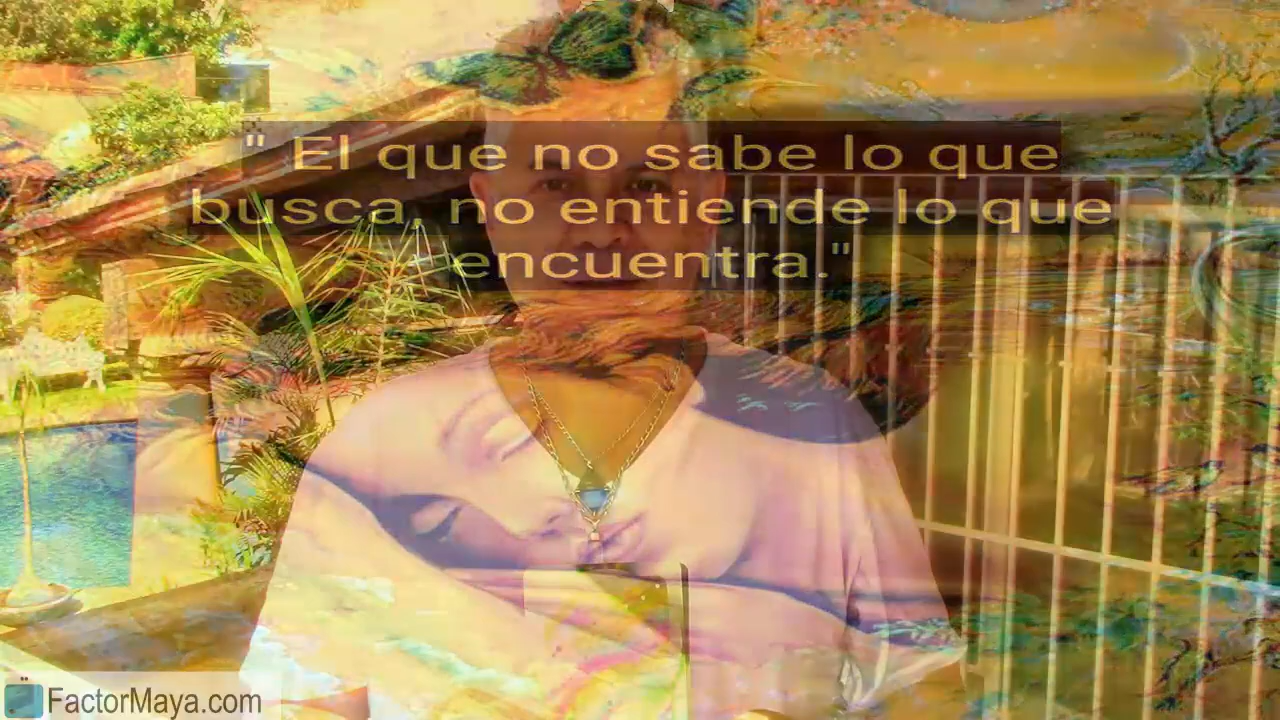 " El que no sabe lo que
busca, no entiende lo que
encuentra."
FactorMaya.com